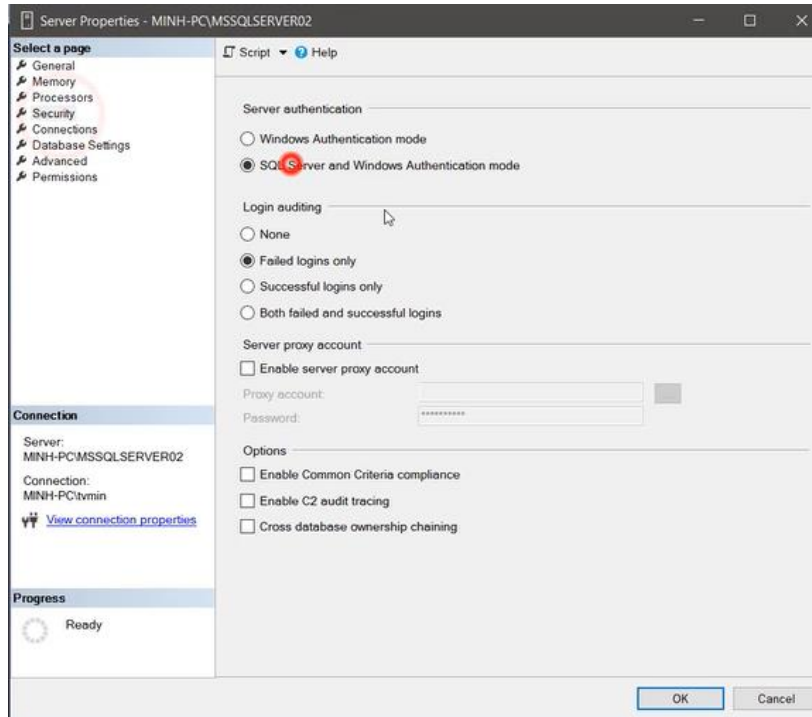 Server Properties - MINH-PC\MSSQLSERVER02
Select a page
General
Memory
Processors
Security
Connections
Database Settings
Advanced
Permissions
Script
Help
Server authentication
Windows Authentication mode
SQL Server and Windows Authentication mode
Login auditing
None
Failed logins only
Successful logins only
Both failed and successful logins
Server proxy account
Enable server proxy account
Proxy account:
Password:
**********
Options
Enable Common Criteria compliance
Enable C2 audit tracing
Cross database ownership chaining
Connection
Server:
MINH-PC\MSSQLSERVER02
Connection:
MINH-PC\tvmin
View connection properties
Progress
Ready
OK
Cancel